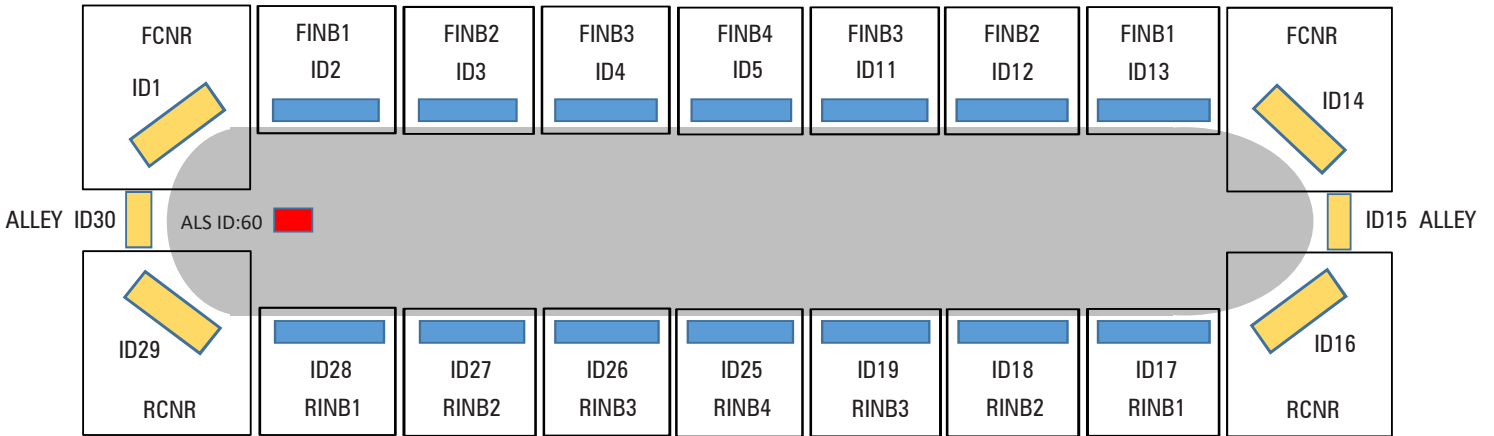 FCNR
ID1
FINB1
ID2
FINB2
ID3
FINB3
ID4
FINB4
ID5
FINB3
ID11
FINB2
ID12
FINB1
ID13
FCNR
ID14
ALLEY ID30
ALS ID:60
ID15 ALLEY
ID29
RCNR
ID28
RINB1
ID27
RINB2
ID26
RINB3
ID25
RINB4
ID19
RINB3
ID18
RINB2
ID17
RINB1
ID16
RCNR